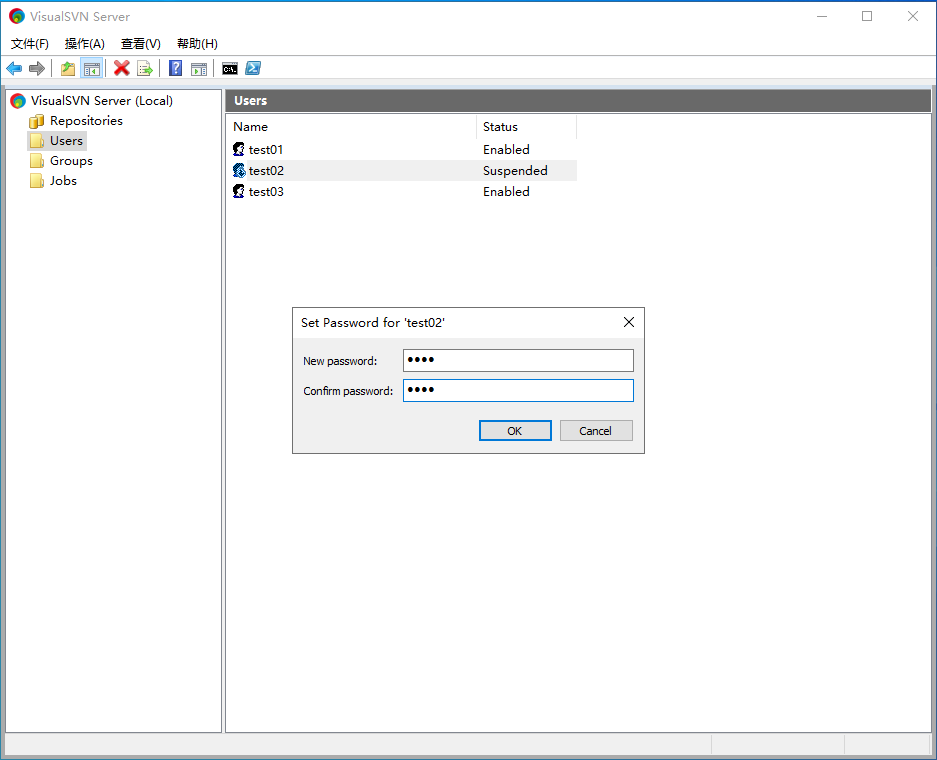 VisualSVN Server
文件(F) 操作(A) 查看(V) 帮助(H)
C:\.
VisualSVN Server (Local)
Repositories
Users
Groups
Jobs
Users
Name Status
test01 Enabled
test02 Suspended
test03 Enabled
Set Password for 'test02'
New password: ••••
Confirm password: ••••
OK Cancel